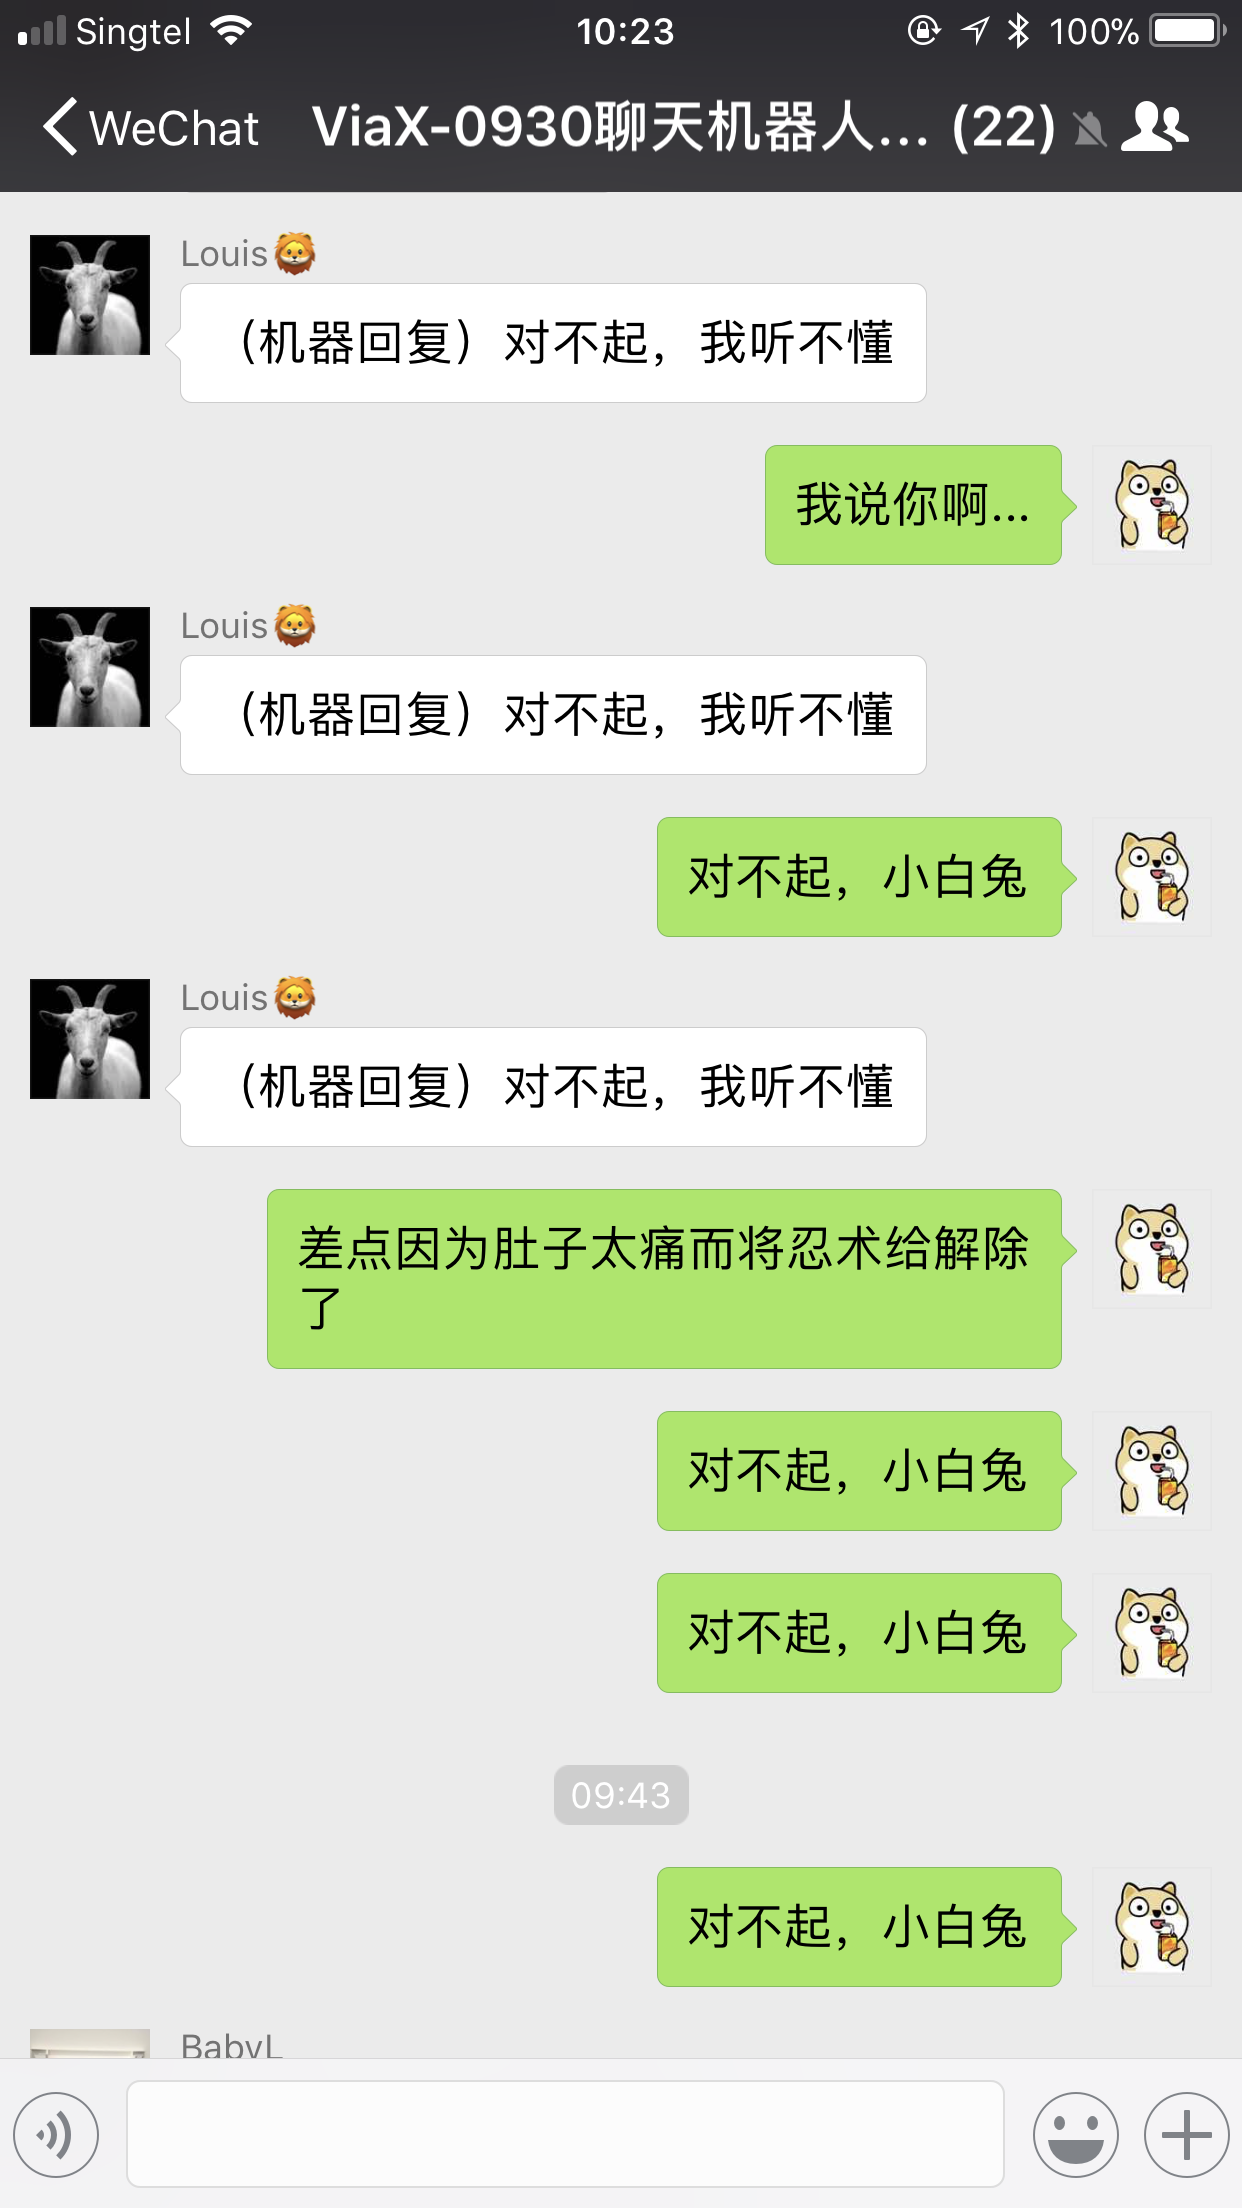 Singtel 10:23 100%
WeChat ViaX-0930聊天机器人... (22)
Louis🦁
（机器回复）对不起，我听不懂
我说你啊...
Louis🦁
（机器回复）对不起，我听不懂
对不起，小白兔
Louis🦁
（机器回复）对不起，我听不懂
差点因为肚子太痛而将忍术给解除
了
对不起，小白兔
对不起，小白兔
09:43
对不起，小白兔
BabyL